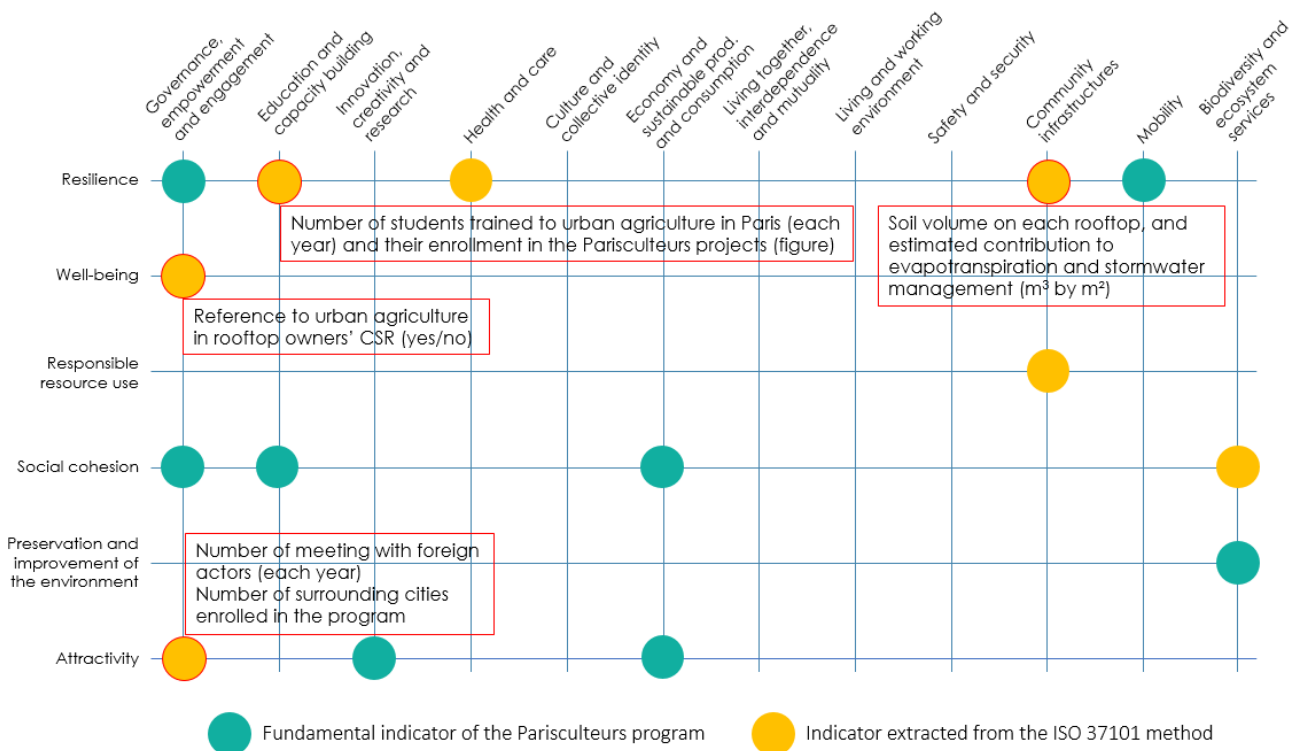 Governance,
empowerment
and engagement
Education and
capacity building
Innovation,
creativity and
research
Health and care
Culture and
collective identity
Economy and
sustainable prod.
and consumption
Living together,
interdependence
and mutuality
Living and working
environment
Safety and security
Community
infrastructures
Mobility
Biodiversity and
ecosystem
services
Resilience
Number of students trained to urban agriculture in Paris (each
year) and their enrollment in the Parisculteurs projects (figure)
Soil volume on each rooftop, and
estimated contribution to
evapotranspiration and stormwater
management (m³ by m²)
Well-being
Reference to urban agriculture
in rooftop owners’ CSR (yes/no)
Responsible
resource use
Social cohesion
Preservation and
improvement of
the environment
Number of meeting with foreign
actors (each year)
Number of surrounding cities
enrolled in the program
Attractivity
Fundamental indicator of the Parisculteurs program
Indicator extracted from the ISO 37101 method